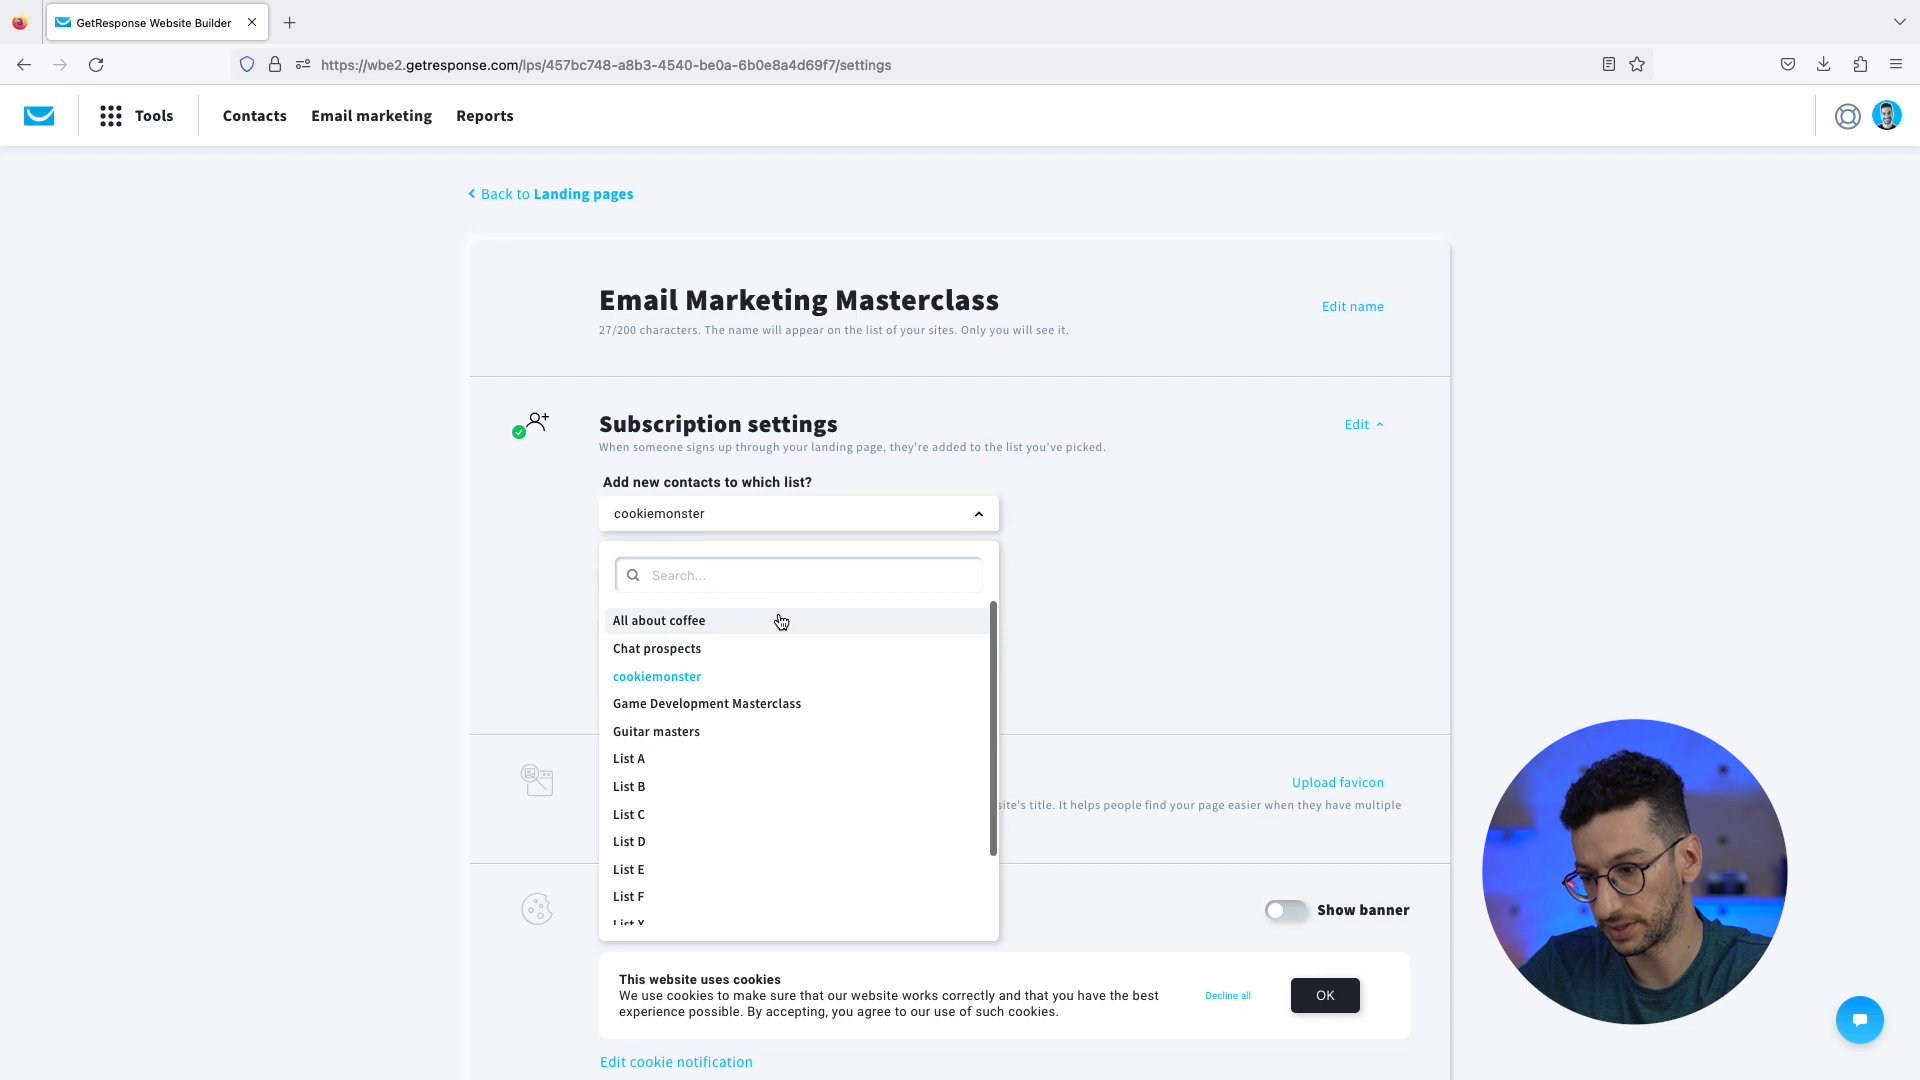 GetResponse Website Builder
https://wbe2.getresponse.com/lps/457bc748-a8b3-4540-be0a-6b0e8a4d69f7/settings
Tools
Contacts
Email marketing
Reports
Back to Landing pages
Email Marketing Masterclass
Edit name
27/200 characters. The name will appear on the list of your sites. Only you will see it.
Subscription settings
Edit
When someone signs up through your landing page, they're added to the list you've picked.
Add new contacts to which list?
cookiemonster
Search...
All about coffee
Chat prospects
cookiemonster
Game Development Masterclass
Guitar masters
List A
List B
List C
List D
List E
List F
List X
Upload favicon
site's title. It helps people find your page easier when they have multiple
Show banner
This website uses cookies
We use cookies to make sure that our website works correctly and that you have the best
experience possible. By accepting, you agree to our use of such cookies.
Decline all
OK
Edit cookie notification